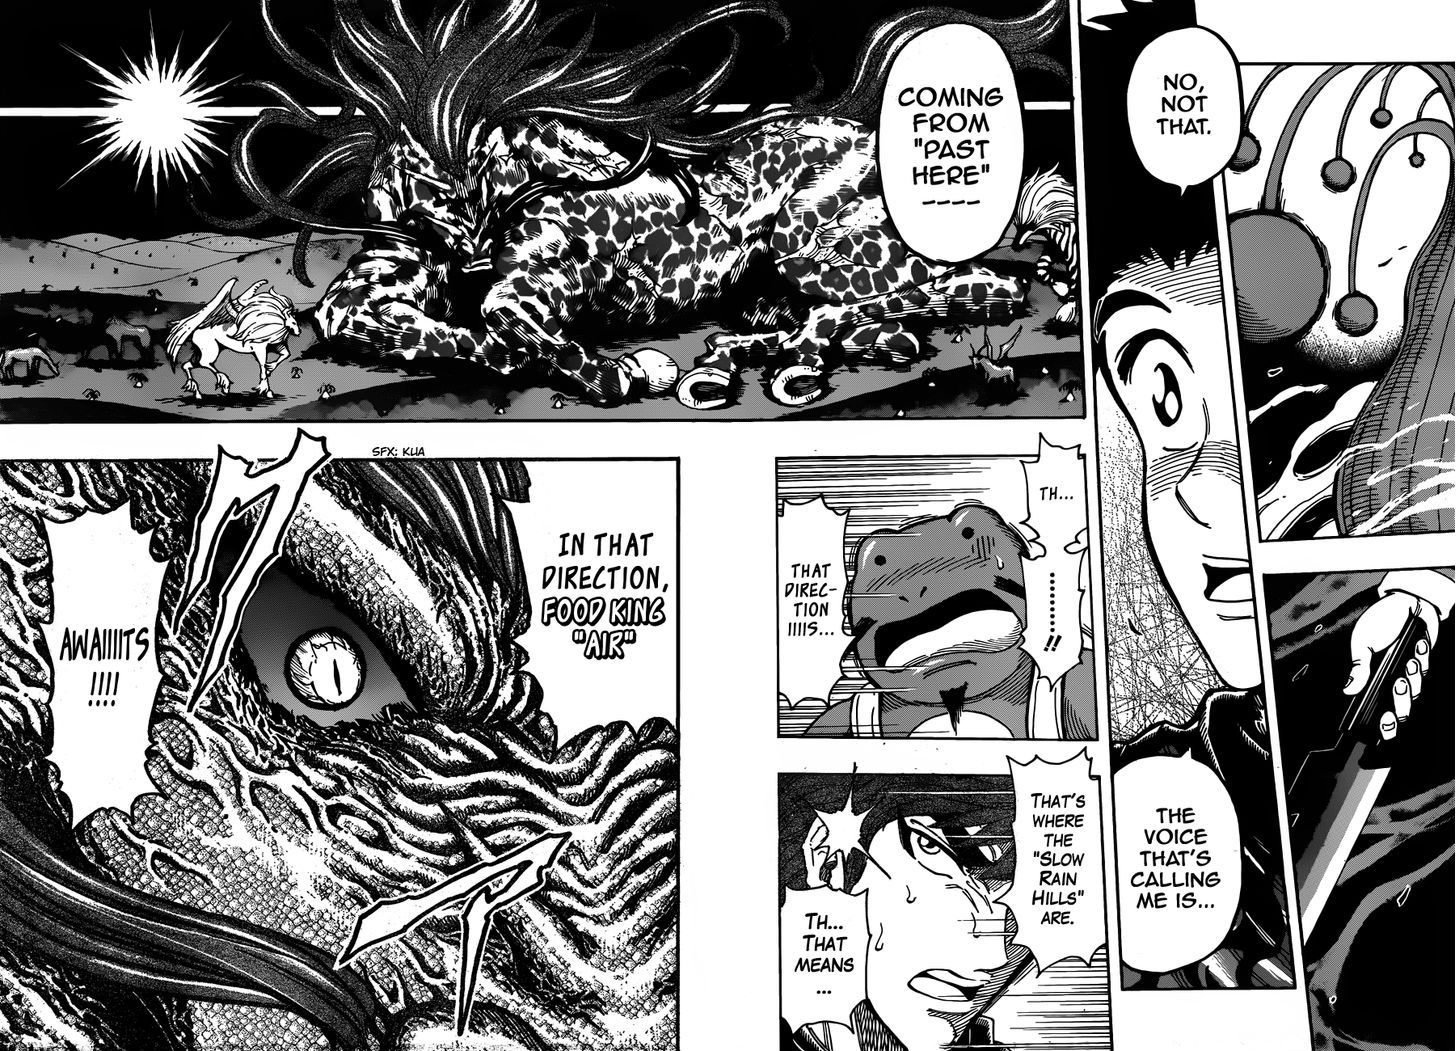 NO,
NOT
THAT.
THE
VOICE
THAT'S
CALLING
ME IS...
COMING
FROM
"PAST
HERE"
----
TH...
.........!!
THAT
DIREC-
TION
IIIIS...
THAT'S
WHERE
THE
"SLOW
RAIN
HILLS"
ARE.
TH...
THAT
MEANS
...
SFX: KUA
IN THAT
DIRECTION,
FOOD KING
"AIR"
AWAIIIITS
!!!!